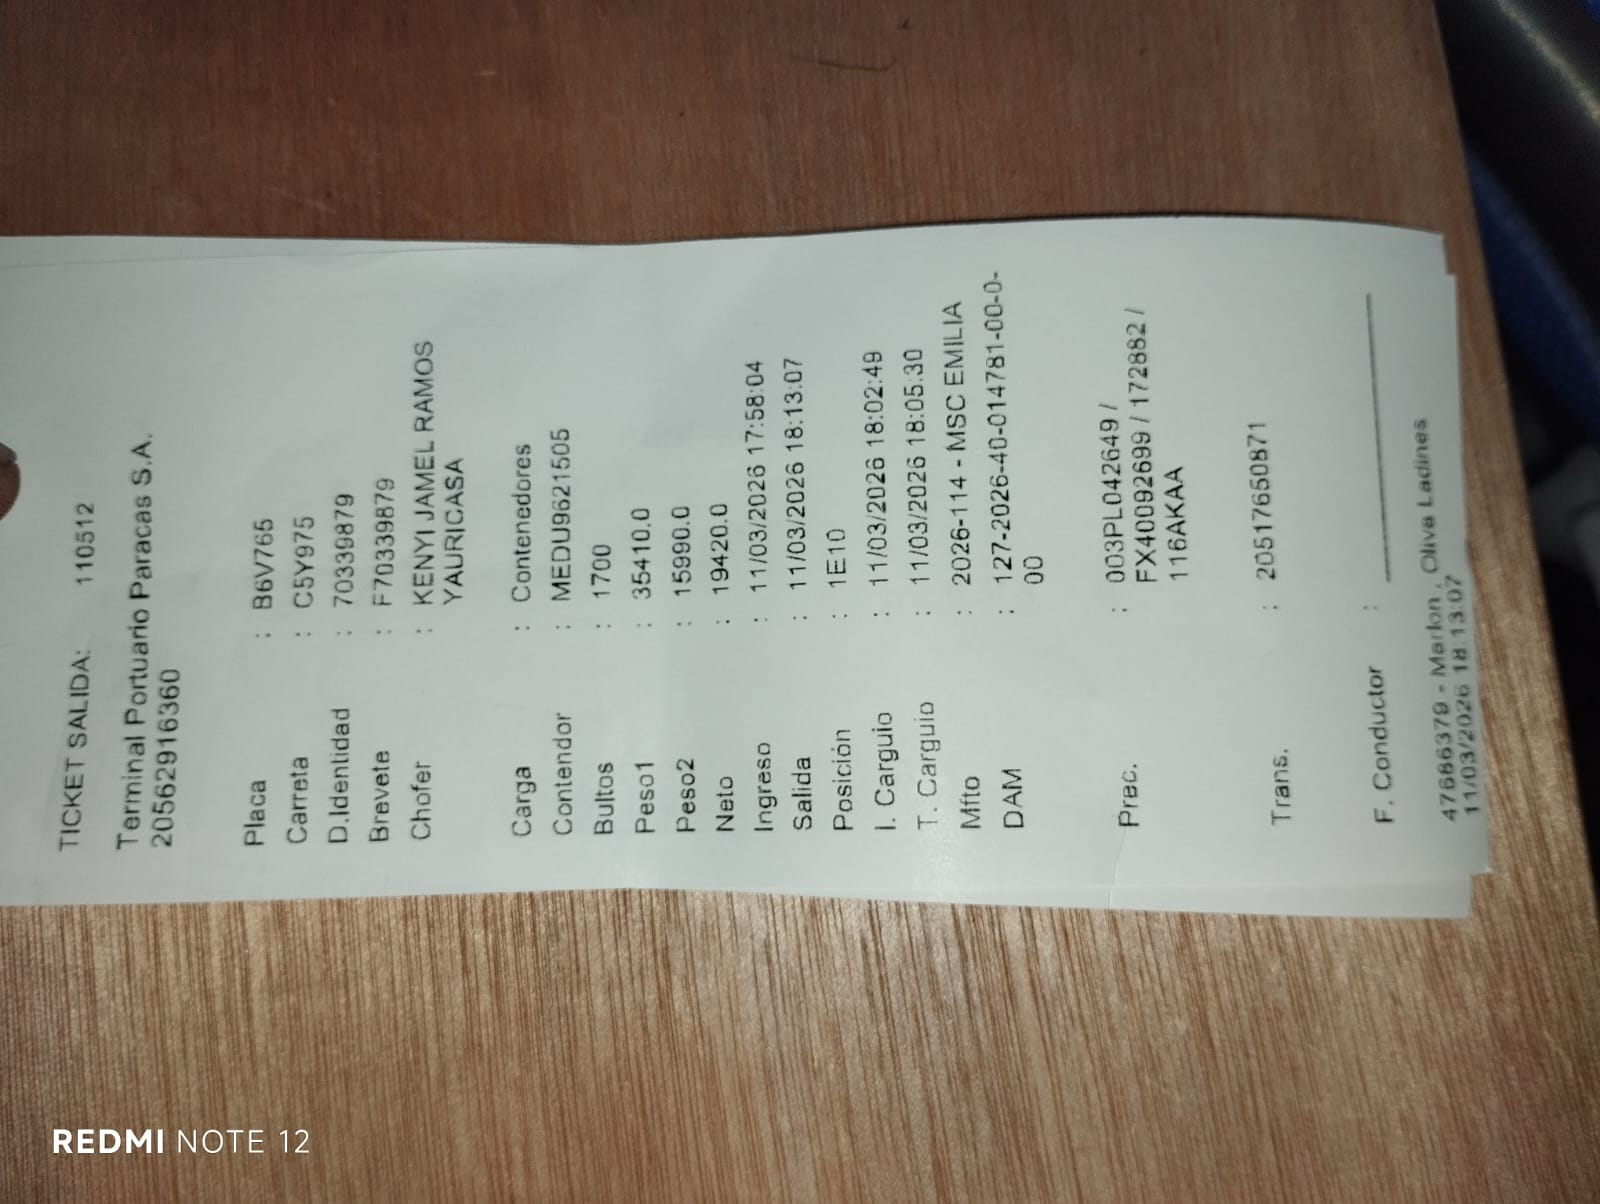 TICKET SALIDA: 110512
Terminal Portuario Paracas S.A.
20562916360
Placa : B6V765
Carreta : C5Y975
D.Identidad : 70339879
Brevete : F70339879
Chofer : KENYI JAMEL RAMOS
YAURICASA
Carga : Contenedores
Contendor : MEDU9621505
Bultos : 1700
Peso1 : 35410.0
Peso2 : 15990.0
Neto : 19420.0
Ingreso : 11/03/2026 17:58:04
Salida : 11/03/2026 18:13:07
Posición : 1E10
I. Carguio : 11/03/2026 18:02:49
T. Carguio : 11/03/2026 18:05:30
Mfto : 2026-114 - MSC EMILIA
DAM : 127-2026-40-014781-00-0-
00
Prec. : 003PL042649 /
FX40092699 / 172882 /
116AKAA
Trans. : 20517650871
F. Conductor :
47686379 - Marlon , Oliva Ladines
11/03/2026 18:13:07
REDMI NOTE 12